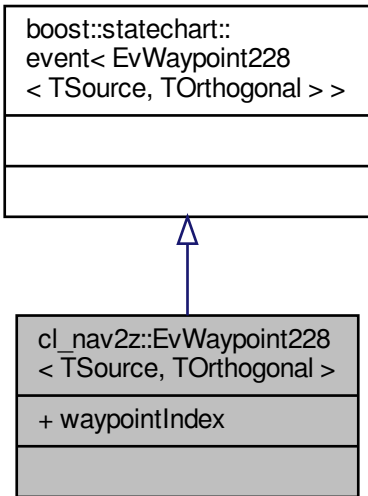 boost::statechart::
event< EvWaypoint228
< TSource, TOrthogonal > >
cl_nav2z::EvWaypoint228
< TSource, TOrthogonal >
+ waypointIndex